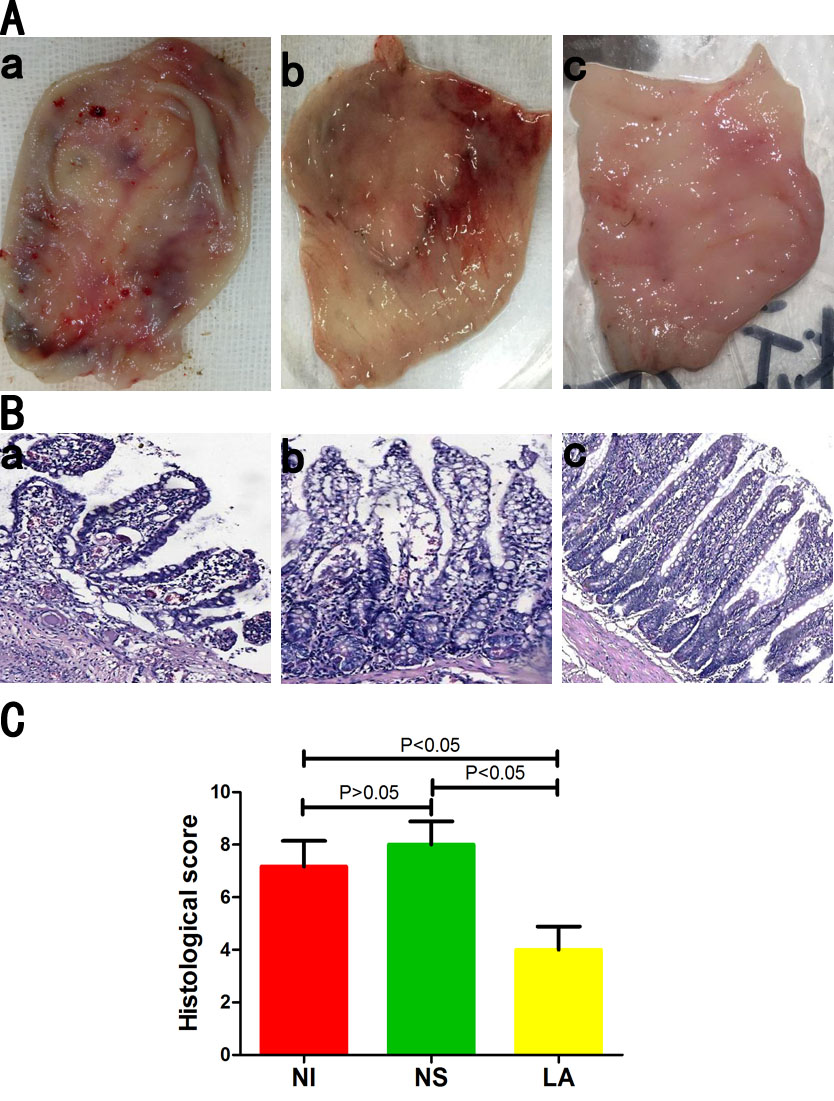 A
a b c
B
a b c
C
P<0.05
P<0.05
P>0.05
10
8
6
4
2
0
Histological score
NI NS LA